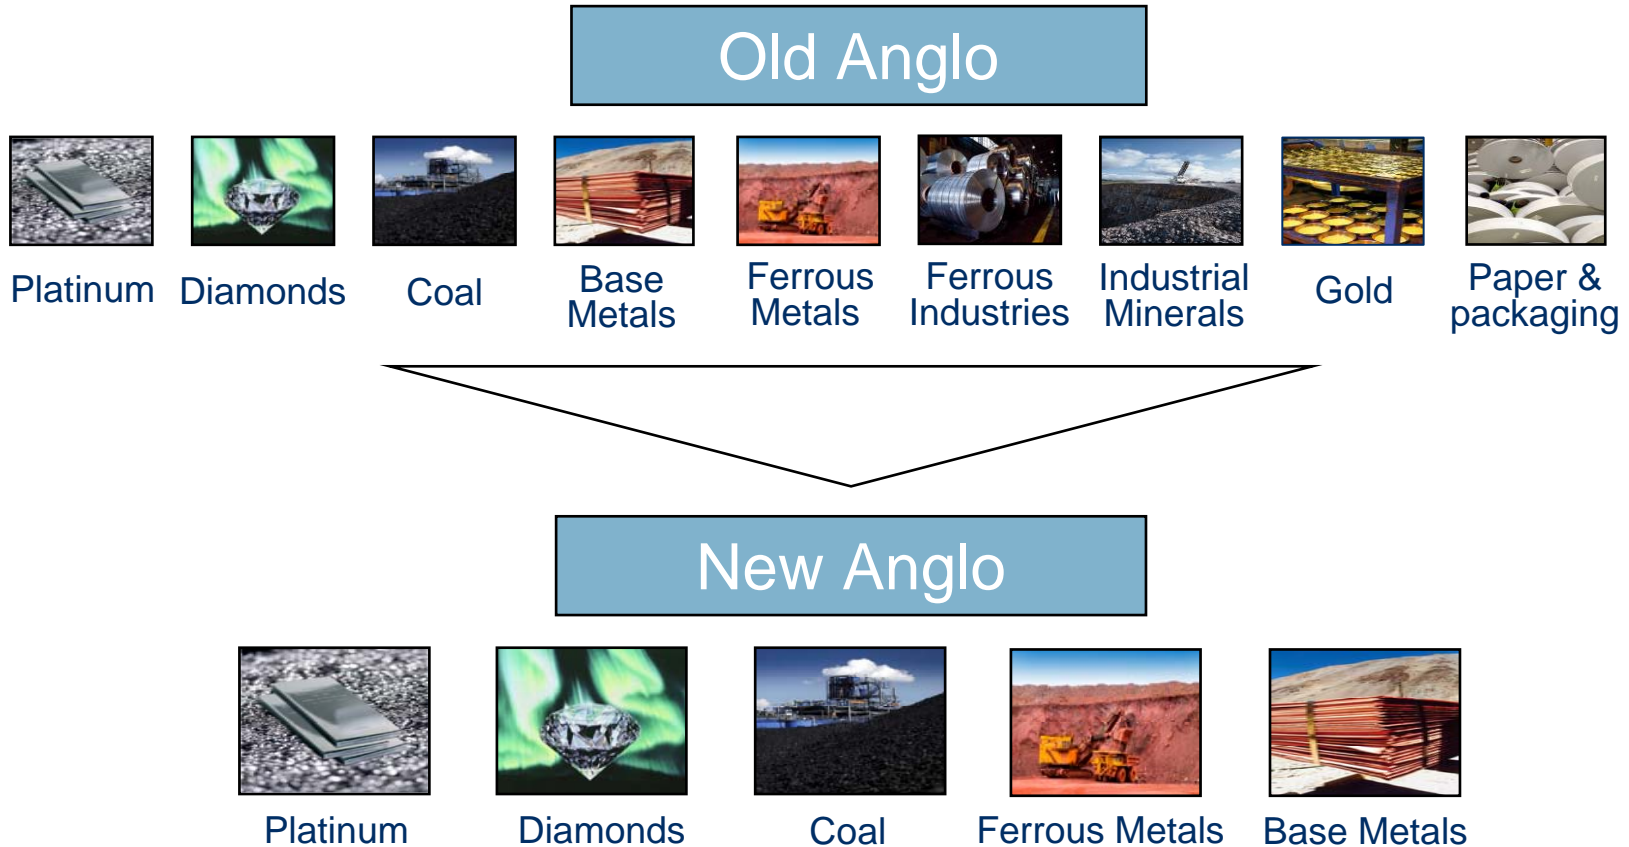 Old Anglo
Platinum
Diamonds
Coal
Base
Metals
Ferrous
Metals
Ferrous
Industries
Industrial
Minerals
Gold
Paper &
packaging
New Anglo
Platinum
Diamonds
Coal
Ferrous Metals
Base Metals